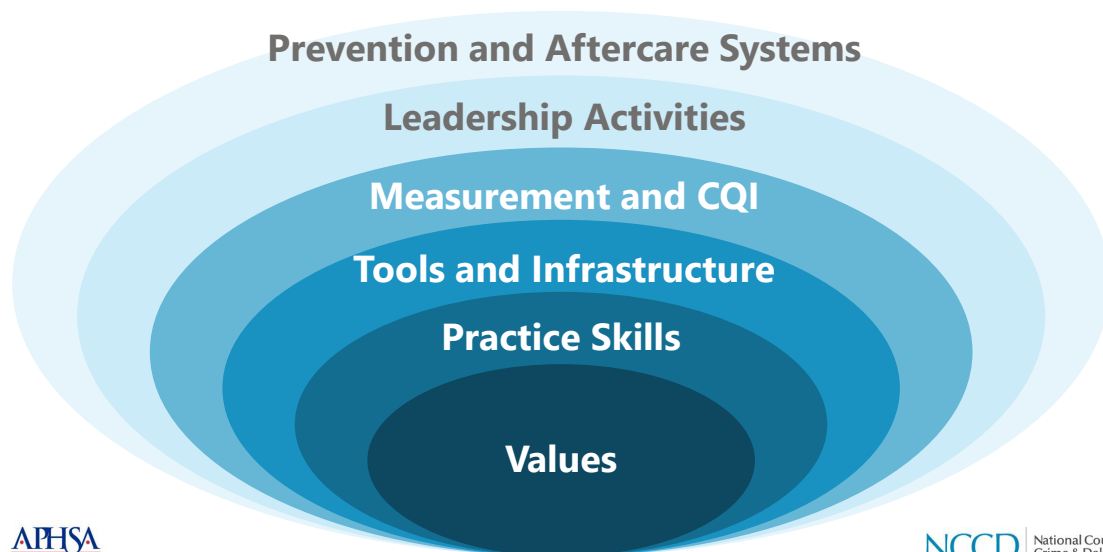 Prevention and Aftercare Systems
Leadership Activities
Measurement and CQI
Tools and Infrastructure
Practice Skills
Values
APHSA
NCCD
National Cou